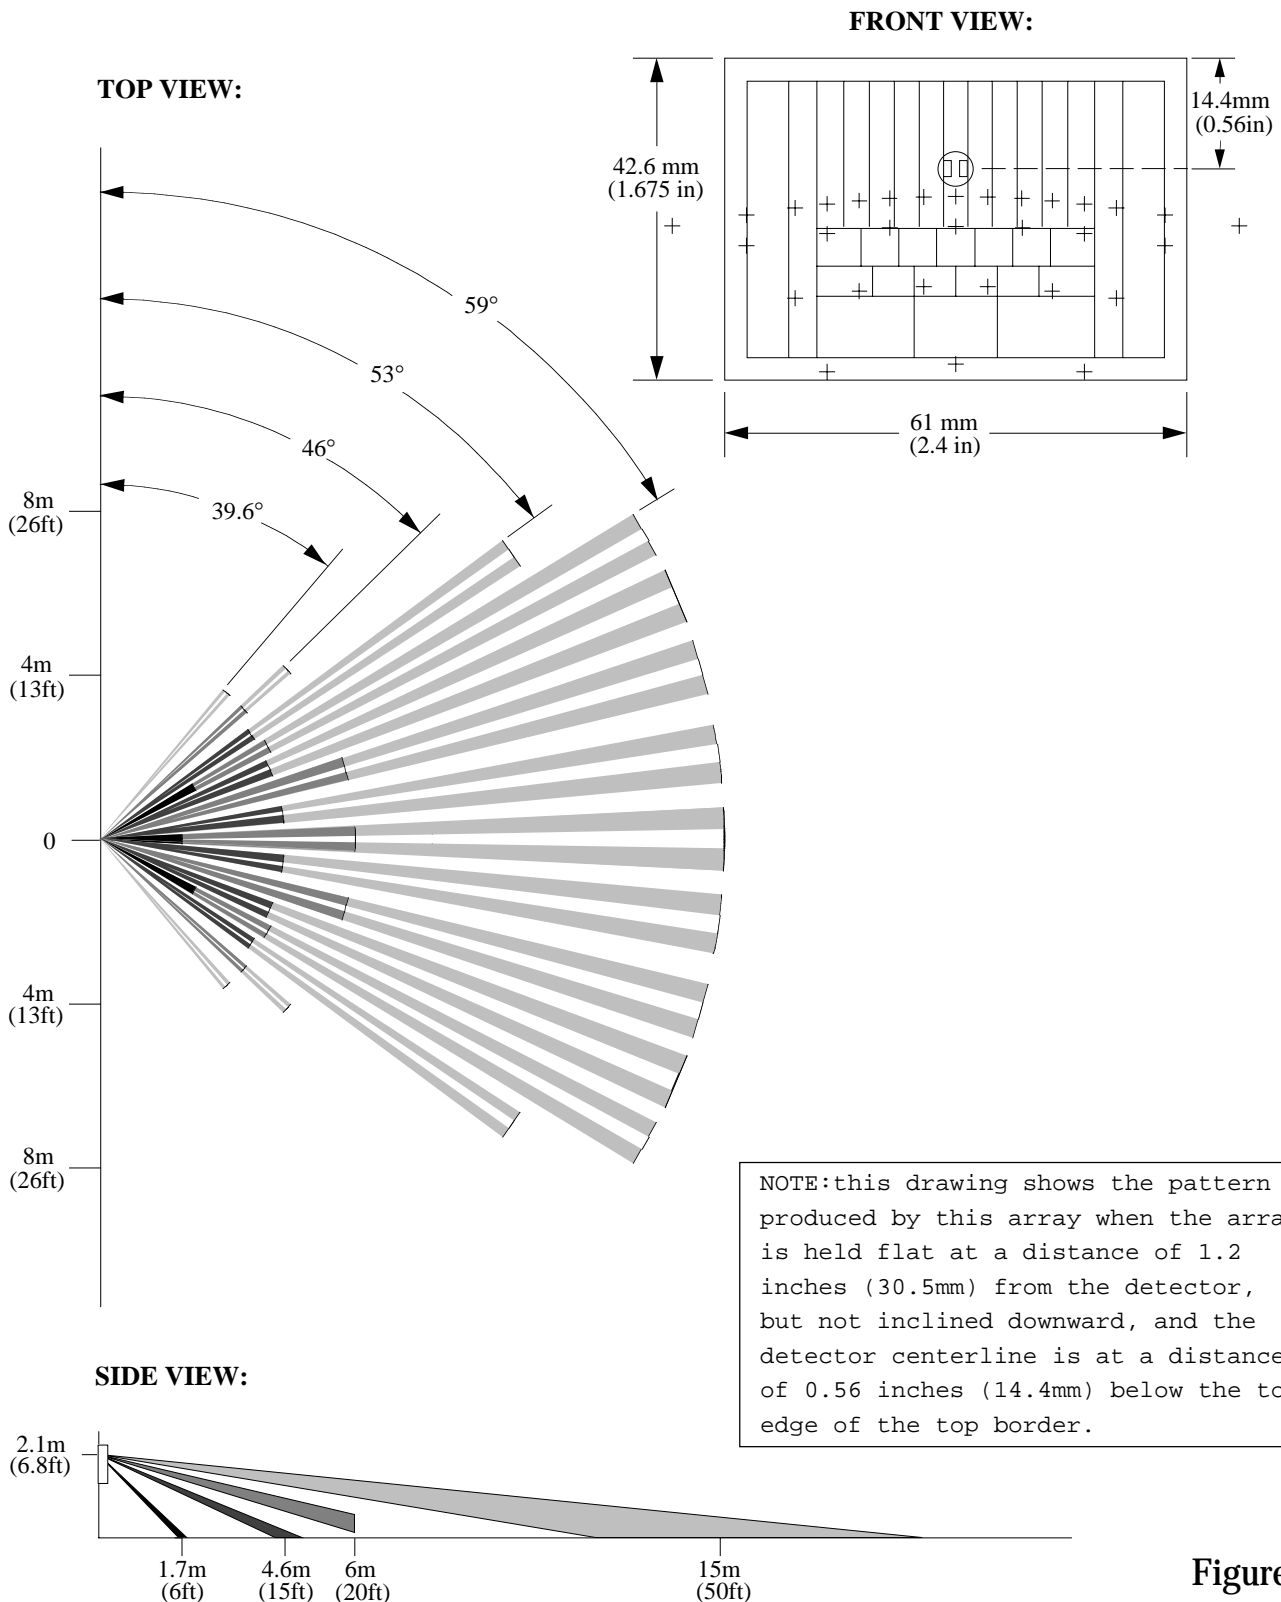 FRONT VIEW:
TOP VIEW:
14.4mm
(0.56in)
42.6 mm
(1.675 in)
61 mm
(2.4 in)
59°
53°
46°
39.6°
8m
(26ft)
4m
(13ft)
0
4m
(13ft)
8m
(26ft)
NOTE:this drawing shows the pattern
produced by this array when the arra
is held flat at a distance of 1.2
inches (30.5mm) from the detector,
but not inclined downward, and the
detector centerline is at a distance
of 0.56 inches (14.4mm) below the to
edge of the top border.
SIDE VIEW:
2.1m
(6.8ft)
1.7m
(6ft)
4.6m
(15ft)
6m
(20ft)
15m
(50ft)
Figure